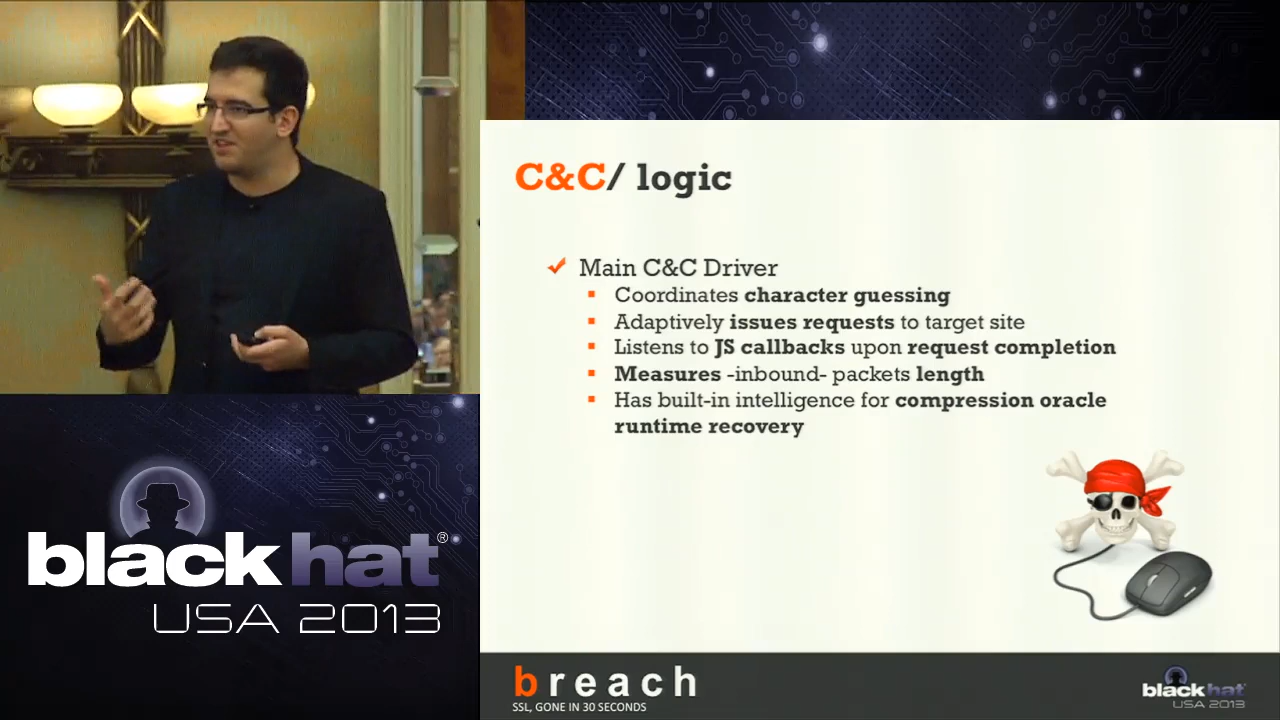 C&C/ logic
Main C&C Driver
Coordinates character guessing
Adaptively issues requests to target site
Listens to JS callbacks upon request completion
Measures -inbound- packets length
Has built-in intelligence for compression oracle
runtime recovery
black hat®
USA 2013
breach
SSL, GONE IN 30 SECONDS
black hat
USA 2013